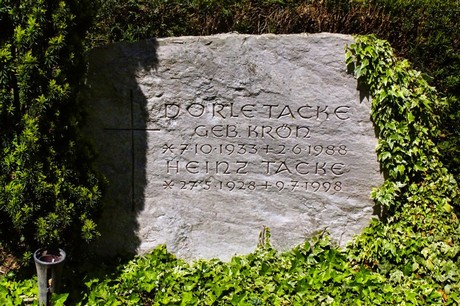 DÖRLE TACKE
GEB KRÖN
* 7·10·1933 + 2·6·1988
HEINZ TACKE
* 27·5·1928 + 9·7·1998